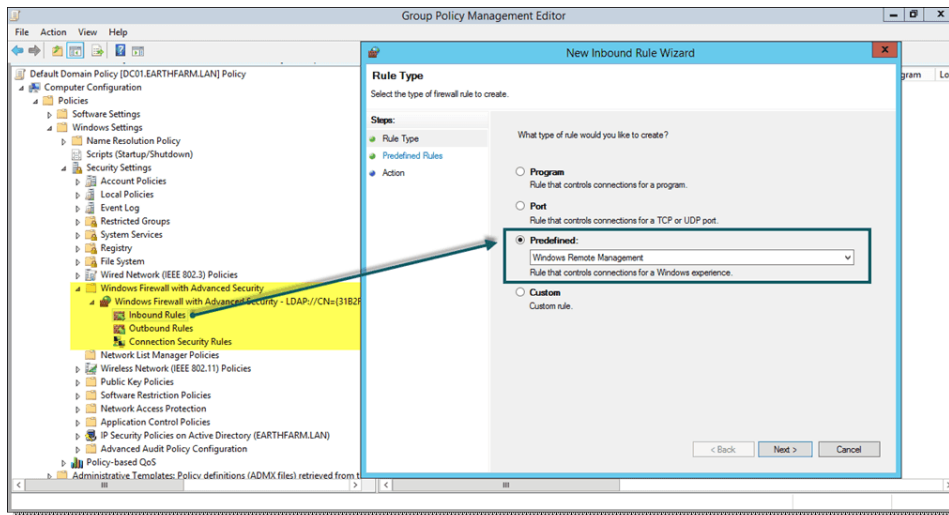 Group Policy Management Editor
File Action View Help
Default Domain Policy [DC01.EARTHFARM.LAN] Policy
Computer Configuration
Policies
Software Settings
Windows Settings
Name Resolution Policy
Scripts (Startup/Shutdown)
Security Settings
Account Policies
Local Policies
Event Log
Restricted Groups
System Services
Registry
File System
Wired Network (IEEE 802.3) Policies
Windows Firewall with Advanced Security
Windows Firewall with Advanced Security - LDAP://CN={31B2F
Inbound Rules
Outbound Rules
Connection Security Rules
Network List Manager Policies
Wireless Network (IEEE 802.11) Policies
Public Key Policies
Software Restriction Policies
Network Access Protection
Application Control Policies
IP Security Policies on Active Directory (EARTHFARM.LAN)
Advanced Audit Policy Configuration
Policy-based QoS
Administrative Templates: Policy definitions (ADMX files) retrieved from t
New Inbound Rule Wizard
Rule Type
Select the type of firewall rule to create.
Steps:
Rule Type
Predefined Rules
Action
What type of rule would you like to create?
Program
Rule that controls connections for a program.
Port
Rule that controls connections for a TCP or UDP port.
Predefined:
Windows Remote Management
Rule that controls connections for a Windows experience.
Custom
Custom rule.
< Back Next > Cancel
gram Lo